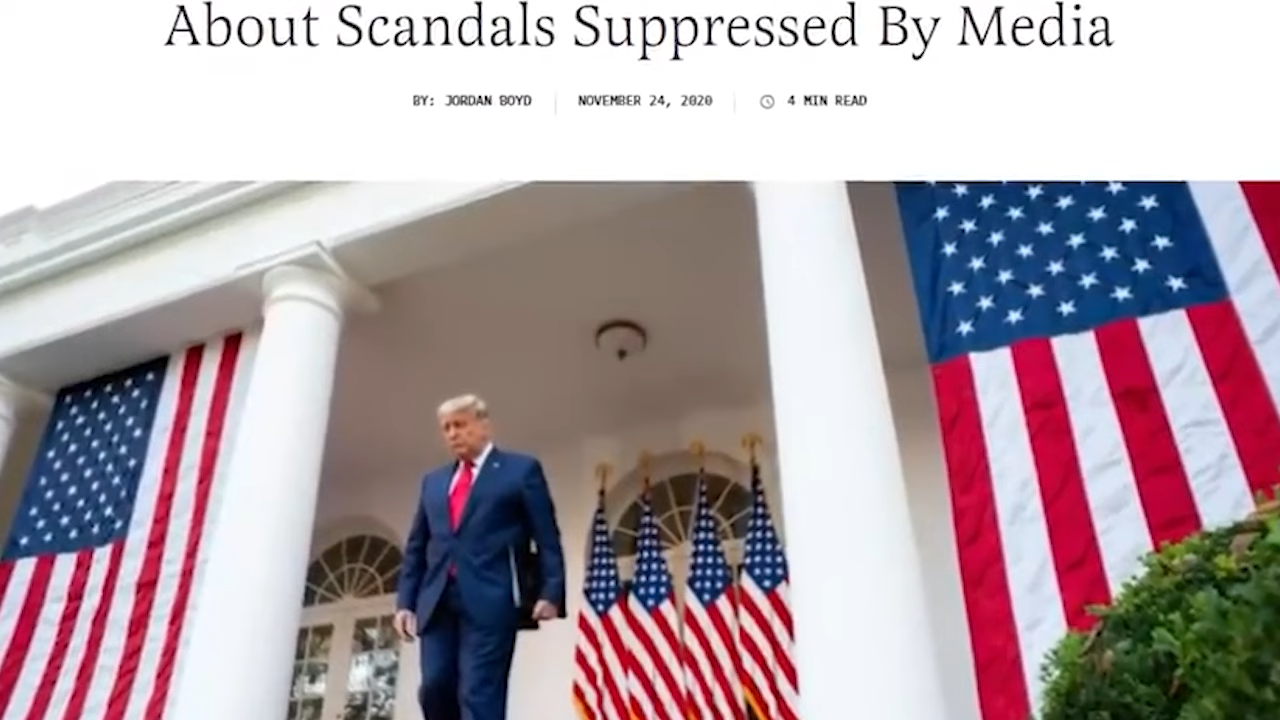 About Scandals Suppressed By Media
BY: JORDAN BOYD NOVEMBER 24, 2020 4 MIN READ